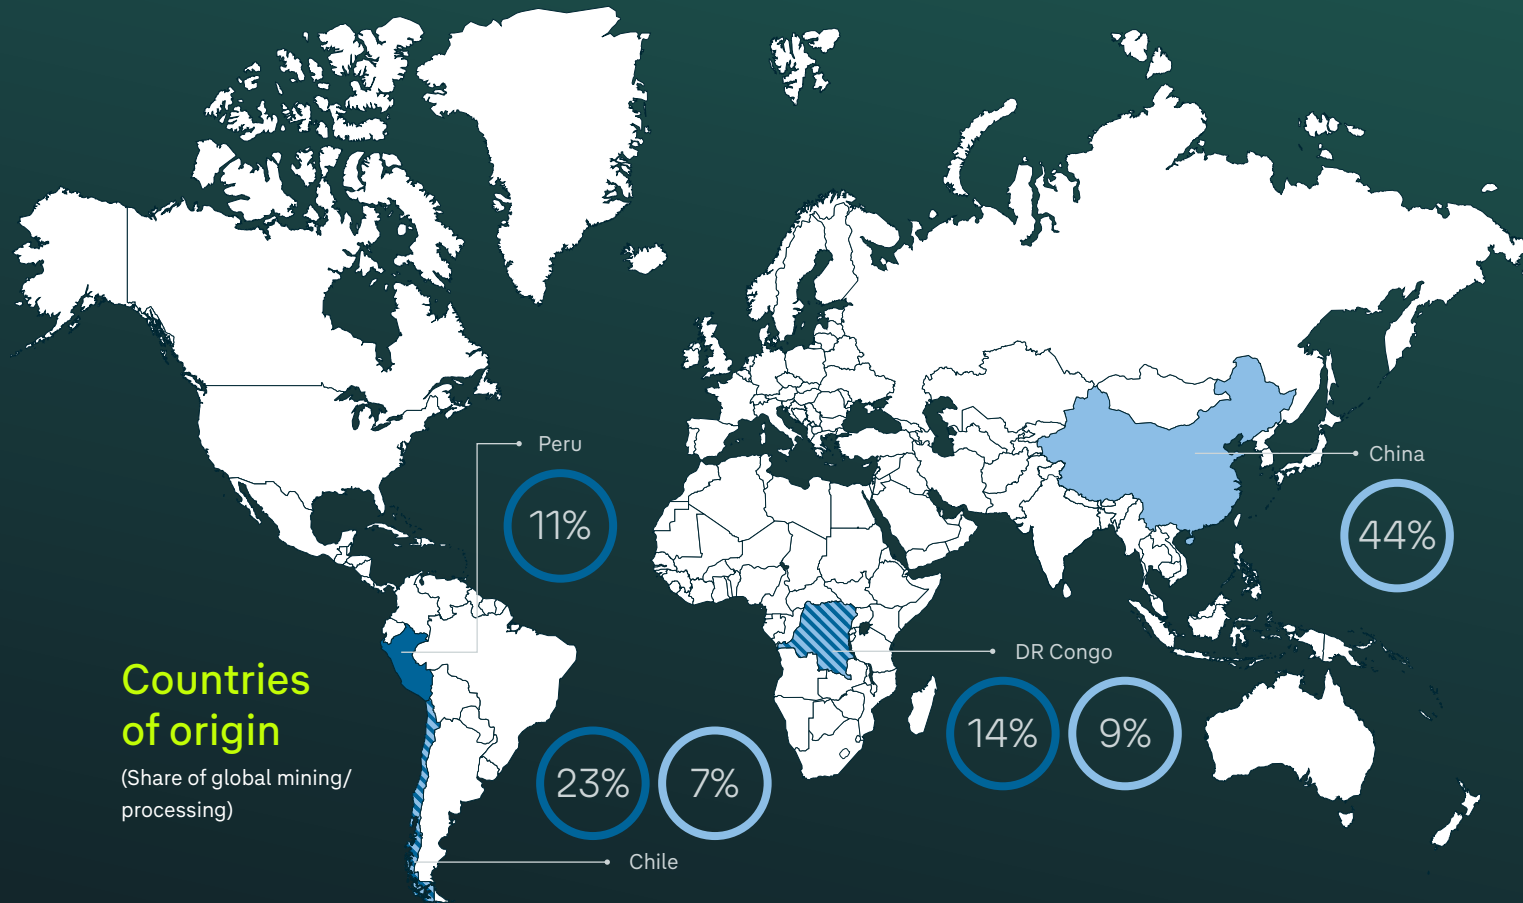 Peru
11%
China
44%
Countries
of origin
(Share of global mining/
processing)
DR Congo
14%
9%
23%
7%
Chile